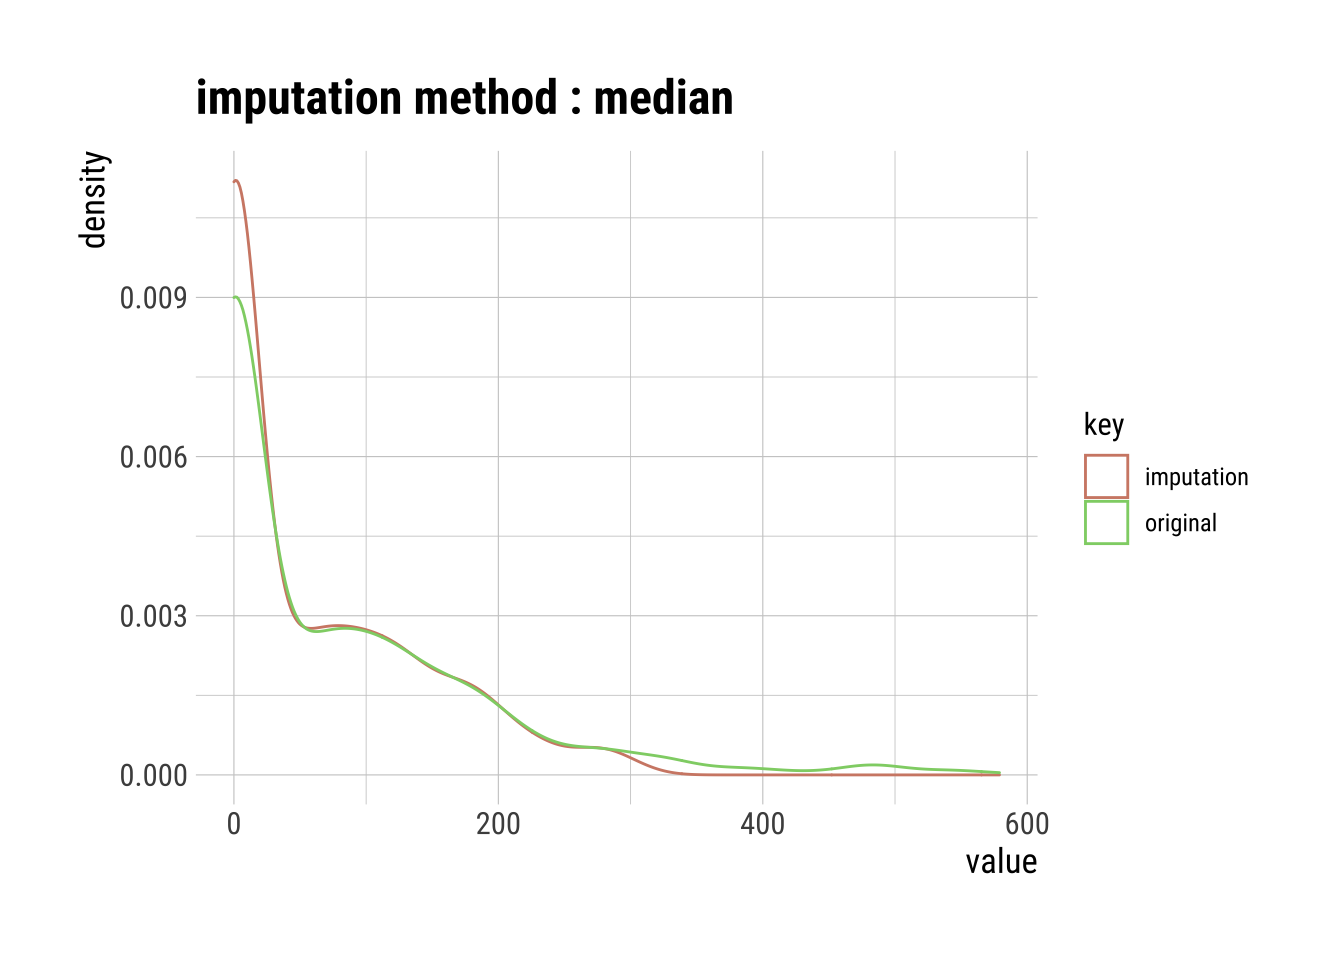 imputation method : median
density
0.009
0.006
0.003
0.000
0
200
400
600
value
key
imputation
original